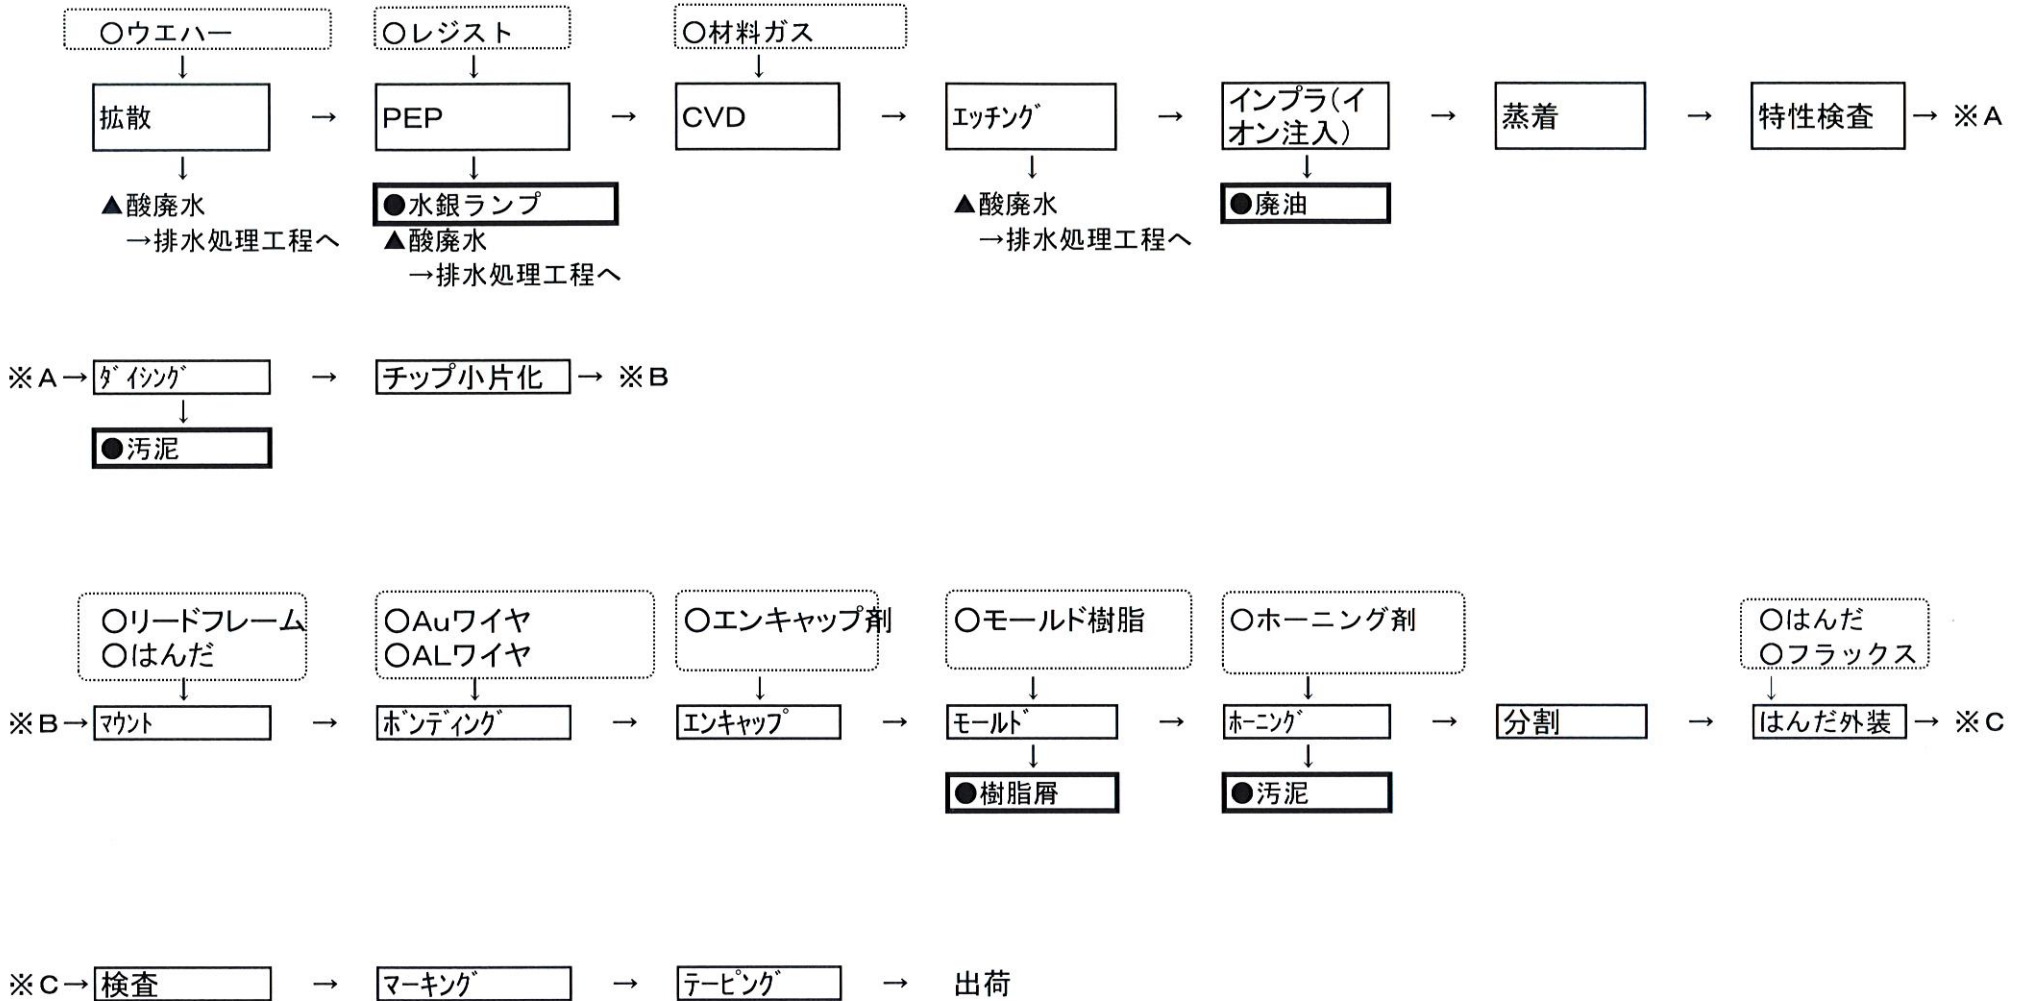 ○ウエハー
○レジスト
○材料ガス
↓ ↓ ↓
拡散 → PEP → CVD → エッチング → インプラ(イ
オン注入) → 蒸着 → 特性検査 → ※A
↓ ↓ ↓ ↓
▲酸廃水
→排水処理工程へ
●水銀ランプ
▲酸廃水
→排水処理工程へ
▲酸廃水
→排水処理工程へ
●廃油
※A→ダイシング → チップ小片化 → ※B
↓
●汚泥
○リードフレーム
○はんだ
○Auワイヤ
○ALワイヤ
○エンキャップ剤
○モールド樹脂
○ホーニング剤
○はんだ
○フラックス
↓ ↓ ↓ ↓ ↓ ↓
※B→マウント → ボンディング → エンキャップ → モールド → ホーニング → 分割 → はんだ外装 → ※C
↓ ↓
●樹脂屑
●汚泥
※C→検査 → マーキング → テーピング → 出荷